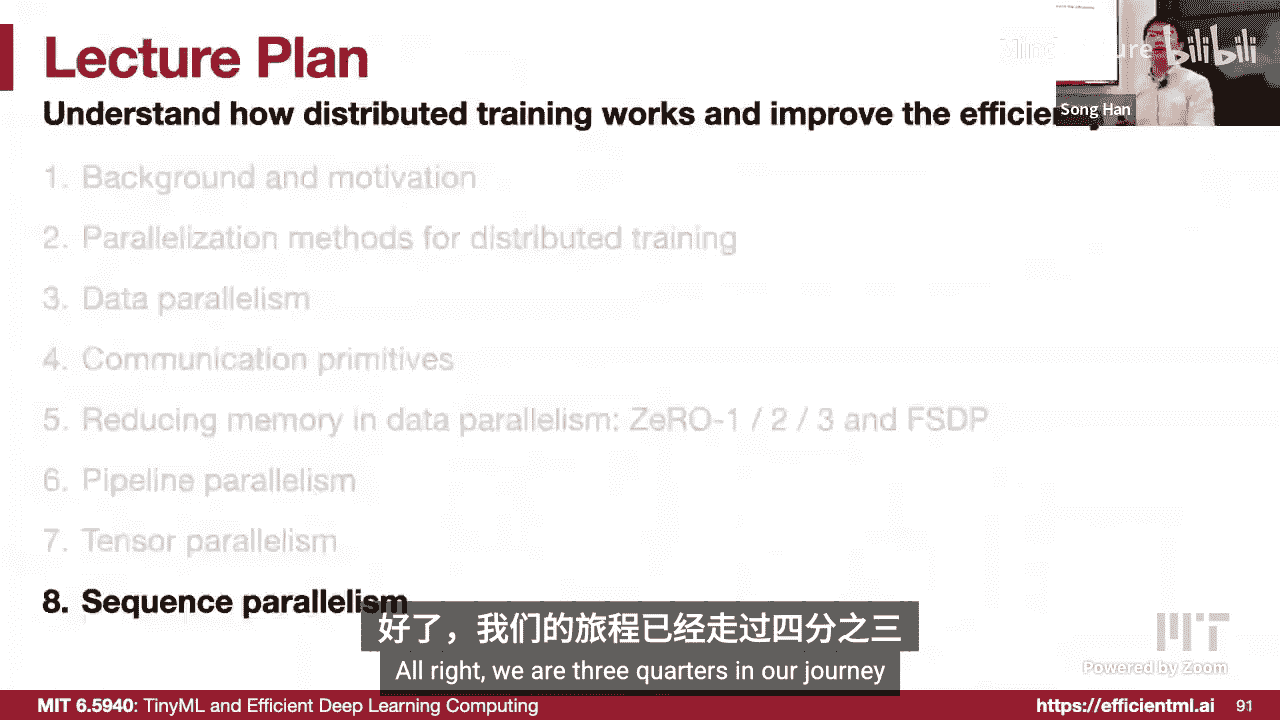 Lecture Plan
Understand how distributed training works and improve the
Song Han
bilibili
1. Background and motivation
2. Parallelization methods for distributed training
3. Data parallelism
4. Communication primitives
5. Reducing memory in data parallelism: ZeRO-1 / 2 / 3 and FSDP
6. Pipeline parallelism
7. Tensor parallelism
8. Sequence parallelism
好了，我们的旅程已经走过四分之三
All right, we are three quarters in our journey
MIT
Powered by Zoom
MIT 6.5940: TinyML and Efficient Deep Learning Computing
https://efficientml.ai
91